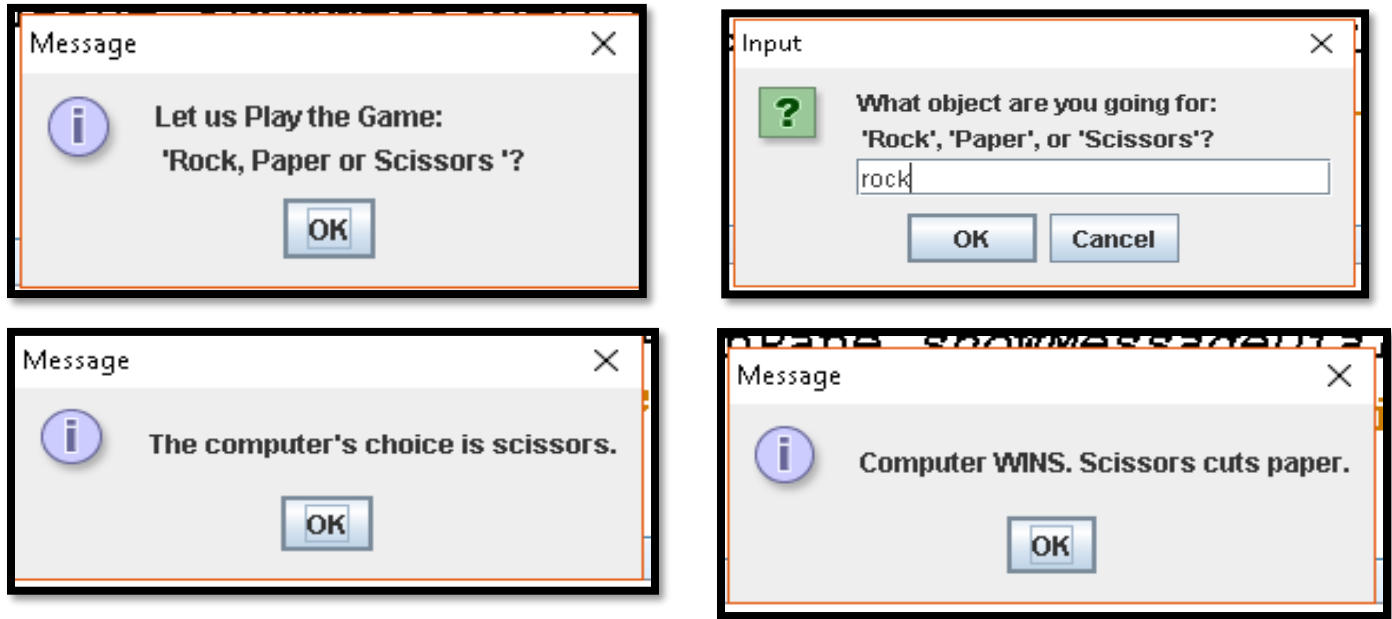 Message
Let us Play the Game:
'Rock, Paper or Scissors '?
OK
Input
What object are you going for:
'Rock', 'Paper', or 'Scissors'?
rock
OK Cancel
Message
The computer's choice is scissors.
OK
Message
Computer WINS. Scissors cuts paper.
OK